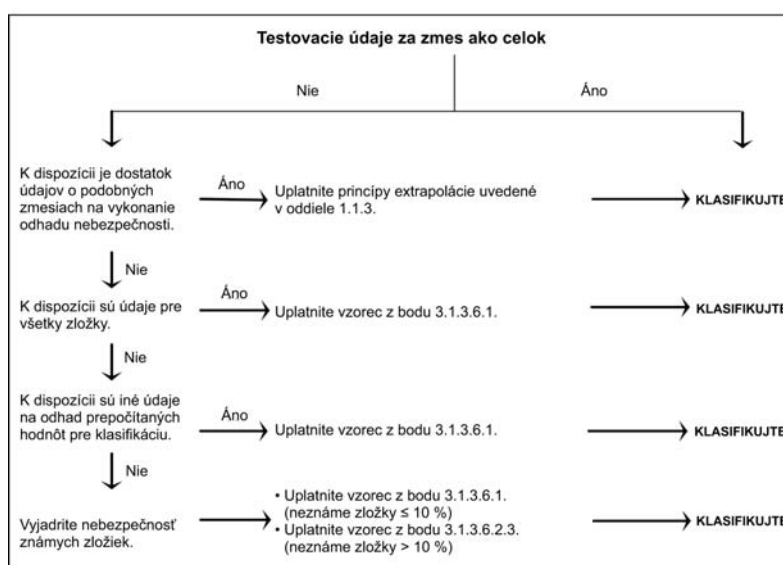 Testovacie údaje za zmes ako celok
Nie
Áno
K dispozícii je dostatok
údajov o podobných
zmesiach na vykonanie
odhadu nebezpečnosti.
Áno
Uplatnite princípy extrapolácie uvedené
v oddiele 1.1.3.
KLASIFIKUJTE
Nie
K dispozícii sú údaje pre
všetky zložky.
Áno
Uplatnite vzorec z bodu 3.1.3.6.1.
KLASIFIKUJTE
Nie
K dispozícii sú iné údaje
na odhad prepočítaných
hodnôt pre klasifikáciu.
Áno
Uplatnite vzorec z bodu 3.1.3.6.1.
KLASIFIKUJTE
Nie
Vyjadrite nebezpečnosť
známych zložiek.
• Uplatnite vzorec z bodu 3.1.3.6.1.
(neznáme zložky ≤ 10 %)
• Uplatnite vzorec z bodu 3.1.3.6.2.3.
(neznáme zložky > 10 %)
KLASIFIKUJTE